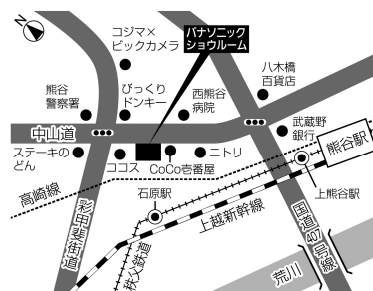 コジマ×
ビックカメラ
パナソニック
ショウルーム
八木橋
百貨店
熊谷
警察署
びっくり
ドンキー
西熊谷
病院
武蔵野
銀行
中山道
熊谷駅
ステーキの
どん
ココス
CoCo壱番屋
ニトリ
上熊谷駅
高崎線
石原駅
上越新幹線
彩甲斐街道
秩父鉄道
国道407号線
荒川
N